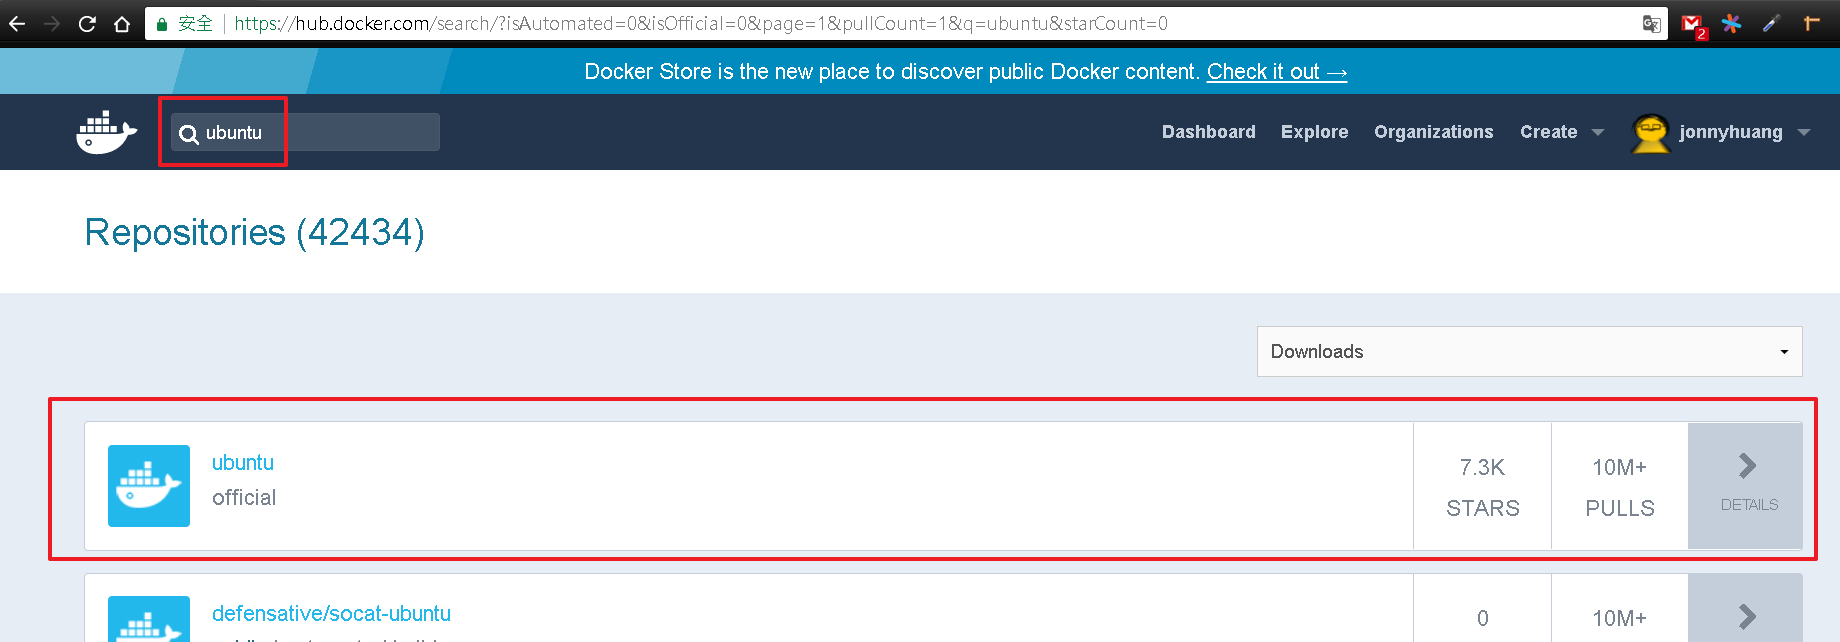 安全 https://hub.docker.com/search/?isAutomated=0&isOfficial=0&page=1&pullCount=1&q=ubuntu&starCount=0
2
Docker Store is the new place to discover public Docker content. Check it out →
ubuntu
Dashboard Explore Organizations Create jonnyhuang
Repositories (42434)
Downloads
ubuntu
official
7.3K
STARS
10M+
PULLS
DETAILS
defensative/socat-ubuntu
0
10M+